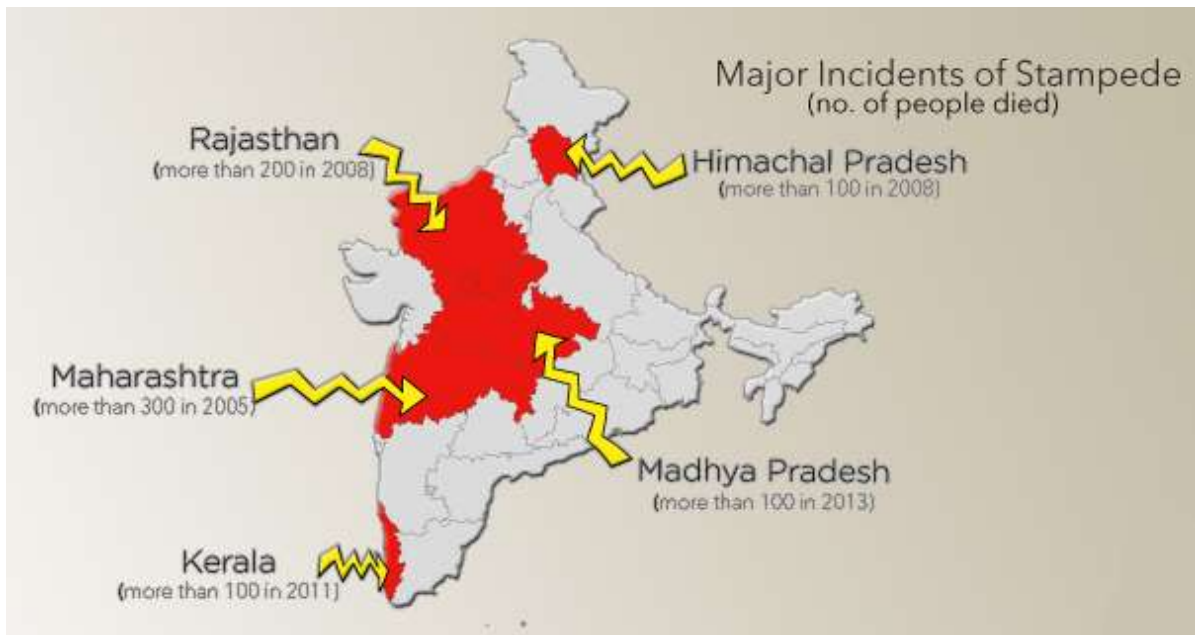 Major Incidents of Stampede
(no. of people died)
Rajasthan
(more than 200 in 2008)
Himachal Pradesh
(more than 100 in 2008)
Maharashtra
(more than 300 in 2005)
Madhya Pradesh
(more than 100 in 2013)
Kerala
(more than 100 in 2011)